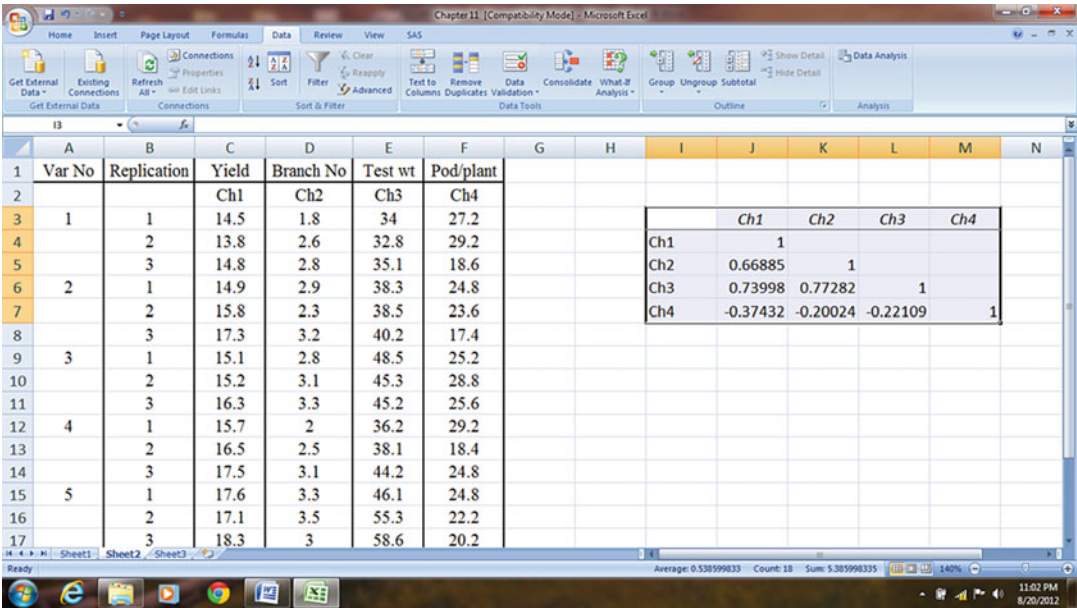 Chapter 11 [Compatibility Mode] - Microsoft Excel
Home Insert Page Layout Formulas Data Review View SAS
Get External Data
Existing Connections
Get External Data
Refresh All
Connections
Properties
Edit Links
Connections
Sort
Filter
Clear
Reapply
Advanced
Sort & Filter
Text to Columns
Remove Duplicates
Data Validation
Consolidate
What-If Analysis
Data Tools
Group
Ungroup
Subtotal
Show Detail
Hide Detail
Outline
Data Analysis
Analysis
I3 fx
A B C D E F G H I J K L M N
1 Var No Replication Yield Branch No Test wt Pod/plant
2 Ch1 Ch2 Ch3 Ch4
3 1 1 14.5 1.8 34 27.2 Ch1 Ch2 Ch3 Ch4
4 2 13.8 2.6 32.8 29.2 Ch1 1
5 3 14.8 2.8 35.1 18.6 Ch2 0.66885 1
6 2 1 14.9 2.9 38.3 24.8 Ch3 0.73998 0.77282 1
7 2 15.8 2.3 38.5 23.6 Ch4 -0.37432 -0.20024 -0.22109 1
8 3 17.3 3.2 40.2 17.4
9 3 1 15.1 2.8 48.5 25.2
10 2 15.2 3.1 45.3 28.8
11 3 16.3 3.3 45.2 25.6
12 4 1 15.7 2 36.2 29.2
13 2 16.5 2.5 38.1 18.4
14 3 17.5 3.1 44.2 24.8
15 5 1 17.6 3.3 46.1 24.8
16 2 17.1 3.5 55.3 22.2
17 3 18.3 3 58.6 20.2
Sheet1 Sheet2 Sheet3
Ready Average: 0.538599833 Count: 18 Sum: 5.385998335 140%
11:02 PM
8/20/2012